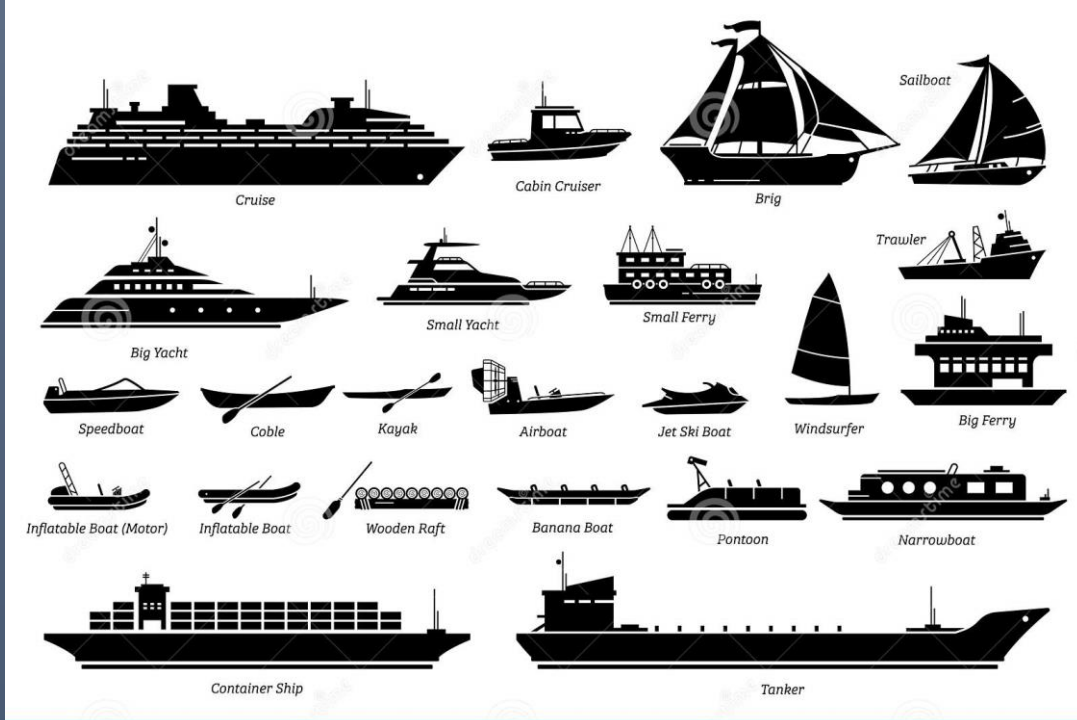 Cruise
Cabin Cruiser
Brig
Sailboat
Big Yacht
Small Yacht
Small Ferry
Trawler
Speedboat
Coble
Kayak
Airboat
Jet Ski Boat
Windsurfer
Big Ferry
Inflatable Boat (Motor)
Inflatable Boat
Wooden Raft
Banana Boat
Pontoon
Narrowboat
Container Ship
Tanker
dreamstime